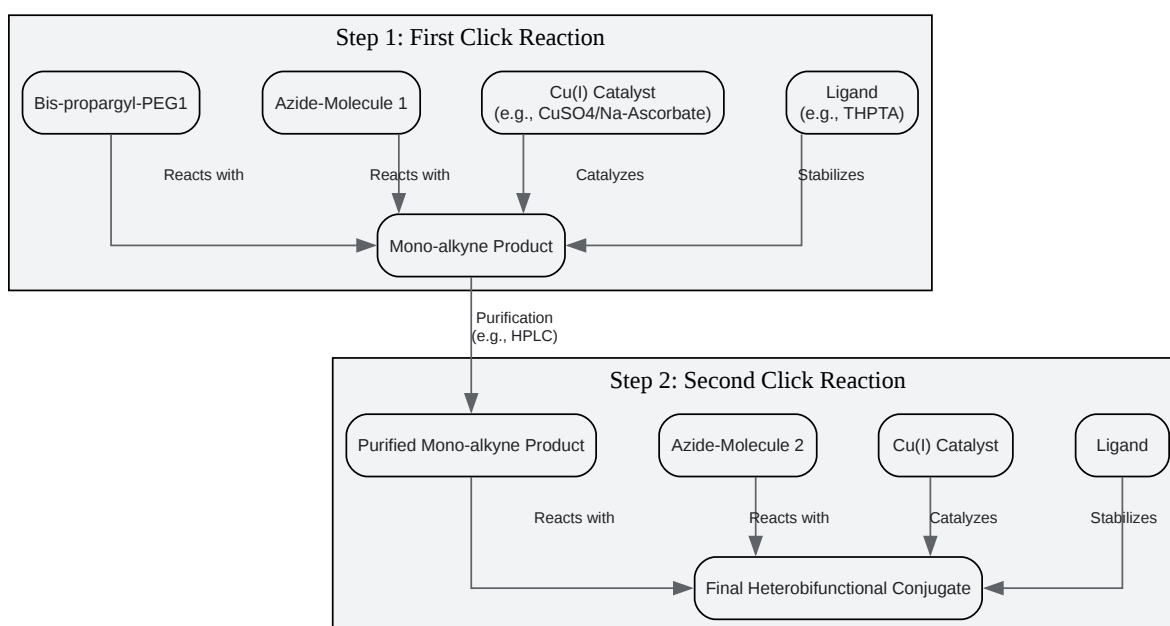 Step 1: First Click Reaction
Bis-propargyl-PEG1
Azide-Molecule 1
Cu(I) Catalyst
(e.g., CuSO4/Na-Ascorbate)
Ligand
(e.g., THPTA)
Reacts with
Reacts with
Catalyzes
Stabilizes
Mono-alkyne Product
Purification
(e.g., HPLC)
Step 2: Second Click Reaction
Purified Mono-alkyne Product
Azide-Molecule 2
Cu(I) Catalyst
Ligand
Reacts with
Reacts with
Catalyzes
Stabilizes
Final Heterobifunctional Conjugate